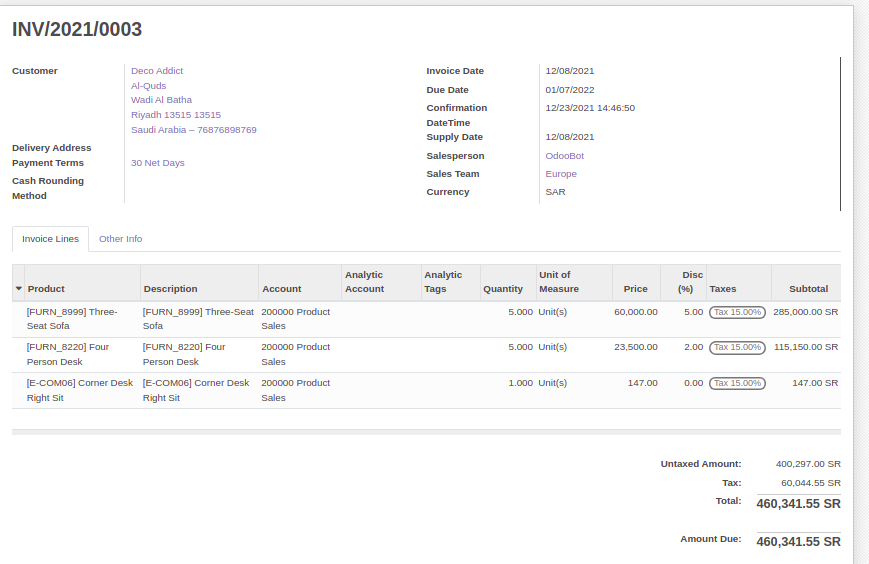 INV/2021/0003
Customer
Deco Addict
Al-Quds
Wadi Al Batha
Riyadh 13515 13515
Saudi Arabia – 76876898769
Delivery Address
Payment Terms
30 Net Days
Cash Rounding
Method
Invoice Date
12/08/2021
Due Date
01/07/2022
Confirmation
DateTime
12/23/2021 14:46:50
Supply Date
12/08/2021
Salesperson
OdooBot
Sales Team
Europe
Currency
SAR
Invoice Lines
Other Info
Product
Description
Account
Analytic
Account
Analytic
Tags
Quantity
Unit of
Measure
Price
Disc
(%)
Taxes
Subtotal
[FURN_8999] Three-
Seat Sofa
[FURN_8999] Three-Seat
Sofa
200000 Product
Sales
5.000
Unit(s)
60,000.00
5.00
Tax 15.00%
285,000.00 SR
[FURN_8220] Four
Person Desk
[FURN_8220] Four
Person Desk
200000 Product
Sales
5.000
Unit(s)
23,500.00
2.00
Tax 15.00%
115,150.00 SR
[E-COM06] Corner Desk
Right Sit
[E-COM06] Corner Desk
Right Sit
200000 Product
Sales
1.000
Unit(s)
147.00
0.00
Tax 15.00%
147.00 SR
Untaxed Amount:
400,297.00 SR
Tax:
60,044.55 SR
Total:
460,341.55 SR
Amount Due:
460,341.55 SR